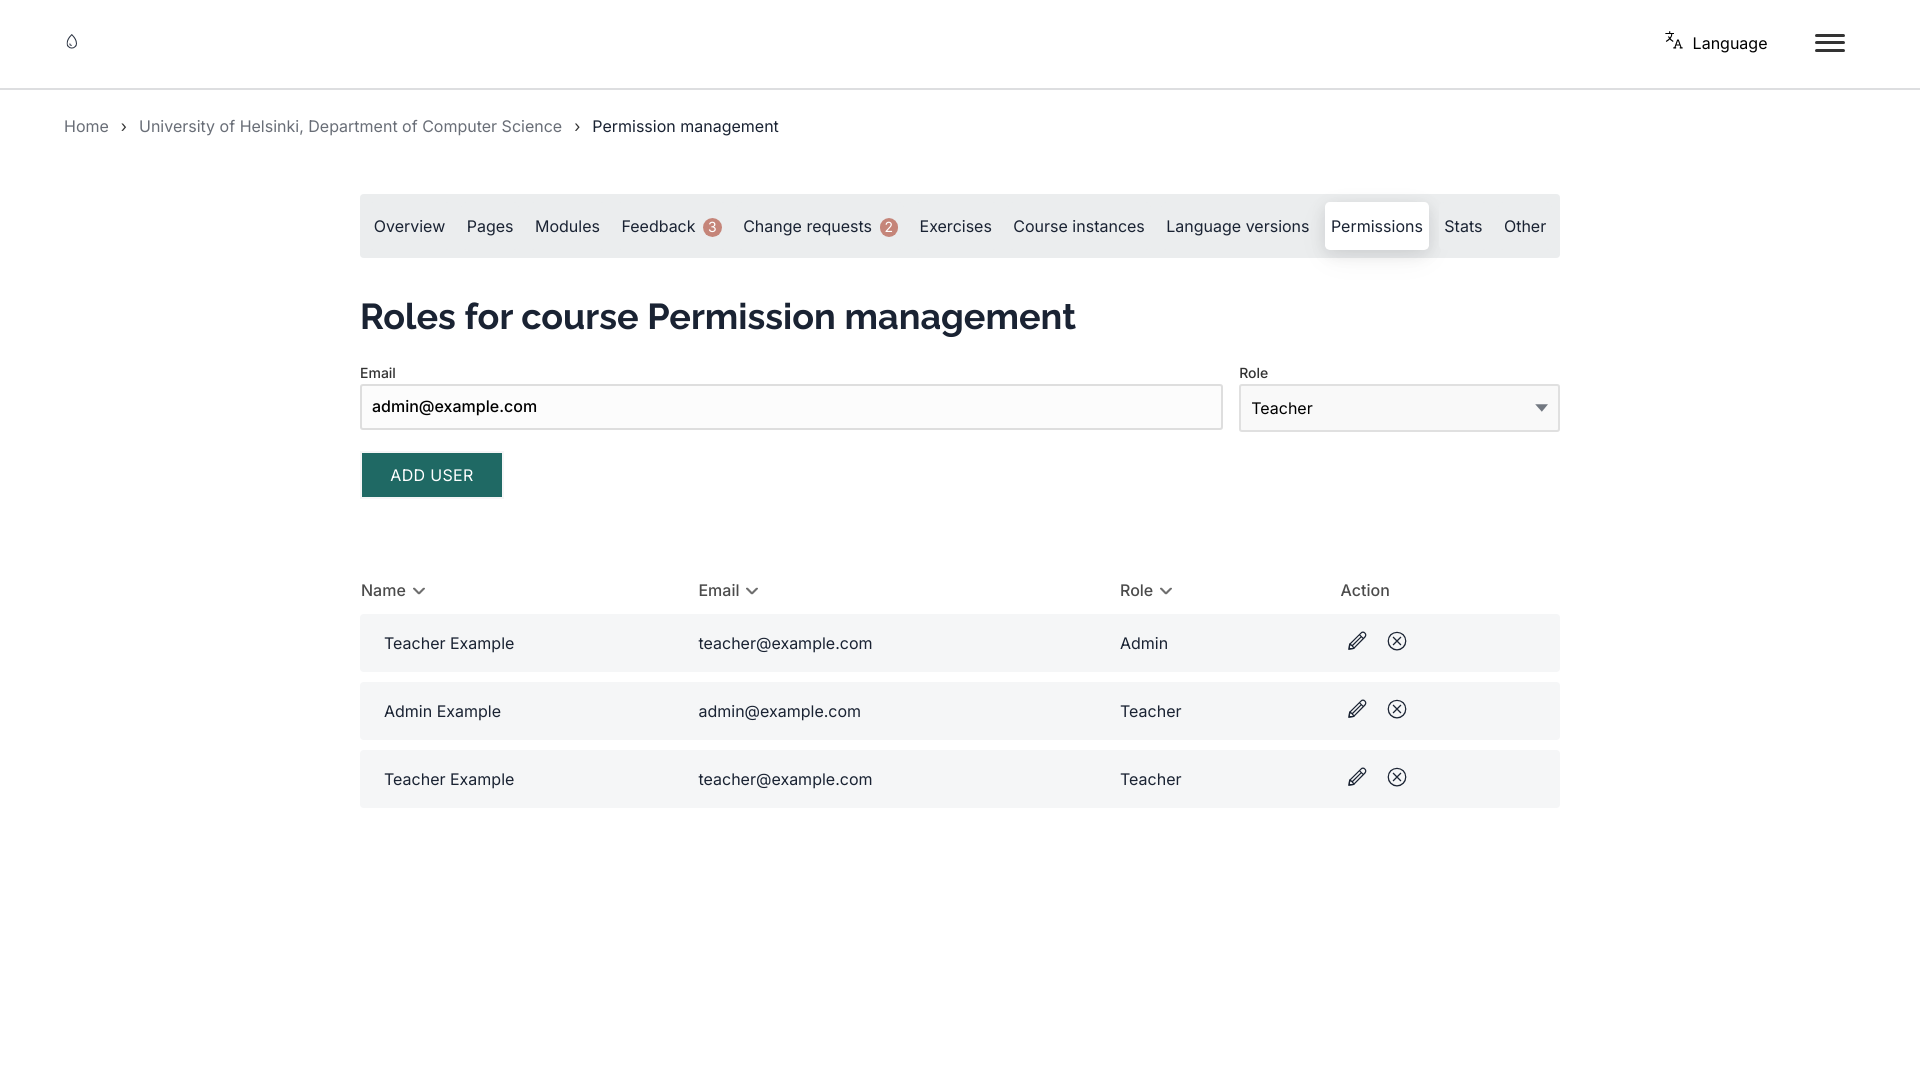 Language
Home › University of Helsinki, Department of Computer Science › Permission management
Overview Pages Modules Feedback 3 Change requests 2 Exercises Course instances Language versions Permissions Stats Other
Roles for course Permission management
Email Role
admin@example.com Teacher
ADD USER
Name Email Role Action
Teacher Example teacher@example.com Admin
Admin Example admin@example.com Teacher
Teacher Example teacher@example.com Teacher